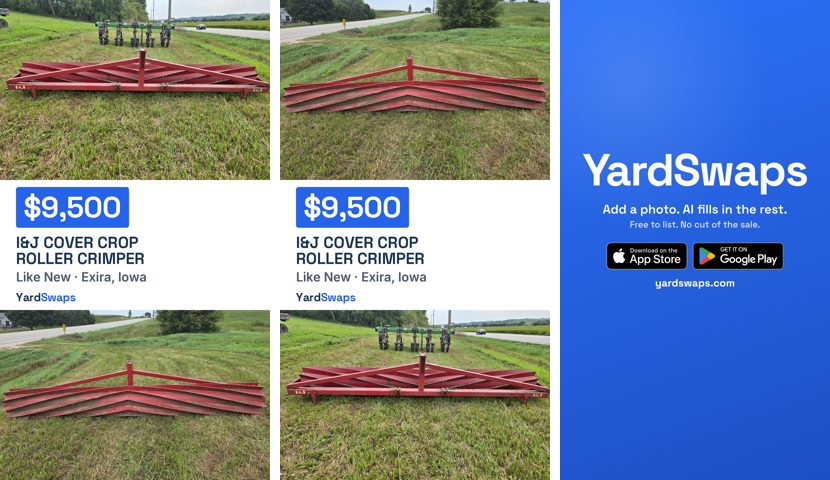 $9,500
I&J COVER CROP
ROLLER CRIMPER
Like New · Exira, Iowa
YardSwaps
$9,500
I&J COVER CROP
ROLLER CRIMPER
Like New · Exira, Iowa
YardSwaps
YardSwaps
Add a photo. AI fills in the rest.
Free to list. No cut of the sale.
Download on the
App Store
GET IT ON
Google Play
yardswaps.com